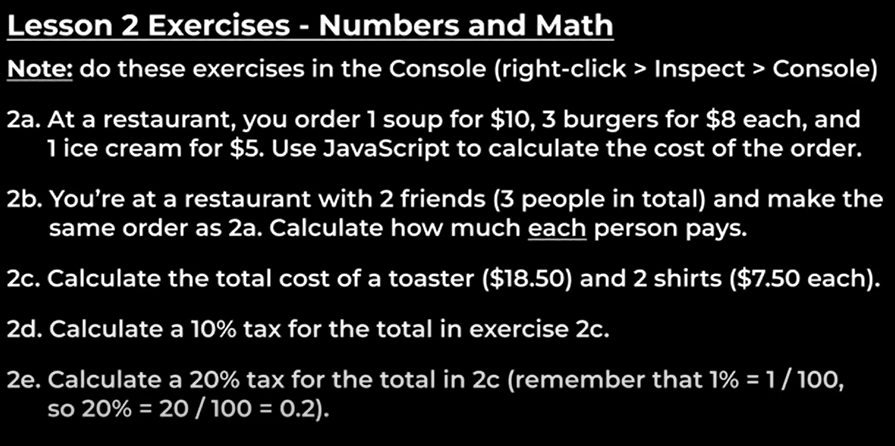 Lesson 2 Exercises - Numbers and Math
Note: do these exercises in the Console (right-click > Inspect > Console)
2a. At a restaurant, you order 1 soup for $10, 3 burgers for $8 each, and
1 ice cream for $5. Use JavaScript to calculate the cost of the order.
2b. You’re at a restaurant with 2 friends (3 people in total) and make the
same order as 2a. Calculate how much each person pays.
2c. Calculate the total cost of a toaster ($18.50) and 2 shirts ($7.50 each).
2d. Calculate a 10% tax for the total in exercise 2c.
2e. Calculate a 20% tax for the total in 2c (remember that 1% = 1 / 100,
so 20% = 20 / 100 = 0.2).